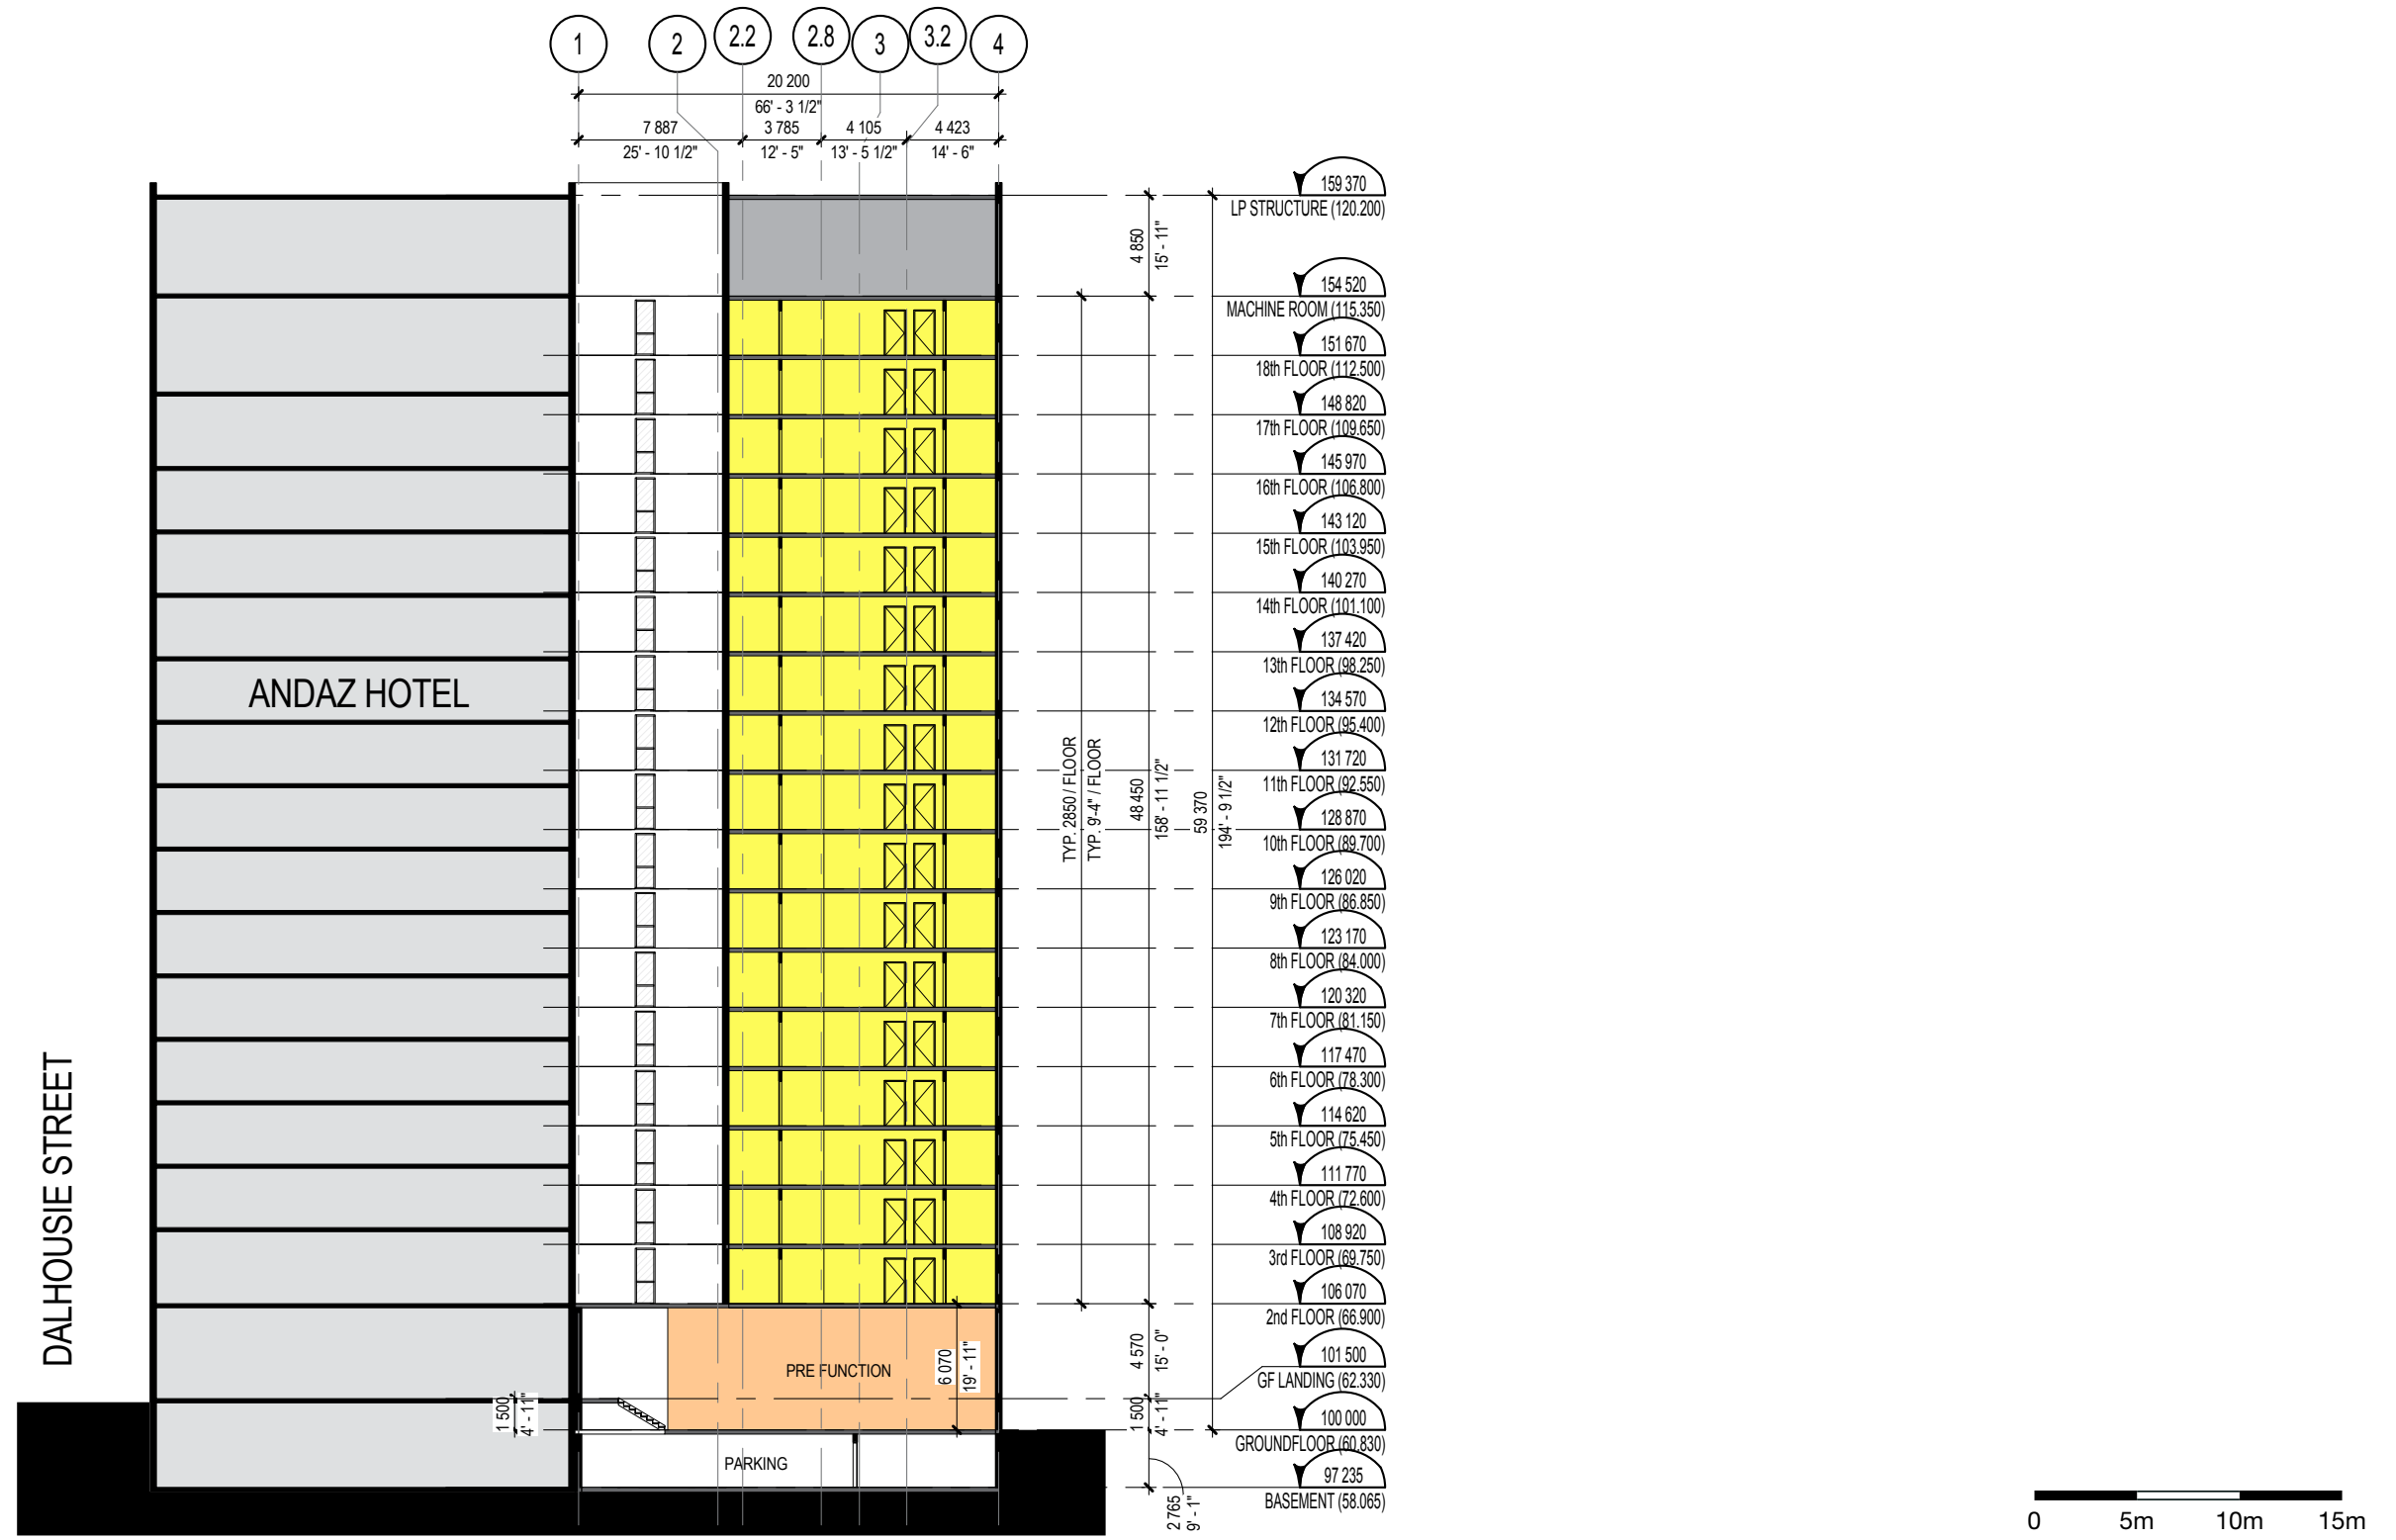 1
2
2.2
2.8
3
3.2
4
20 200
66' - 3 1/2"
7 887
3 785
4 105
4 423
25' - 10 1/2"
12' - 5"
13' - 5 1/2"
14' - 6"
159 370
LP STRUCTURE (120.200)
4 850
15' - 11"
154 520
MACHINE ROOM (115.350)
151 670
18th FLOOR (112.500)
148 820
17th FLOOR (109.650)
145 970
16th FLOOR (106.800)
143 120
15th FLOOR (103.950)
140 270
14th FLOOR (101.100)
137 420
13th FLOOR (98.250)
ANDAZ HOTEL
134 570
12th FLOOR (95.400)
131 720
11th FLOOR (92.550)
TYP. 2850 / FLOOR
TYP. 9'-4" / FLOOR
48 450
158' - 11 1/2"
59 370
194' - 9 1/2"
128 870
10th FLOOR (89.700)
126 020
9th FLOOR (86.850)
123 170
8th FLOOR (84.000)
120 320
7th FLOOR (81.150)
117 470
6th FLOOR (78.300)
114 620
5th FLOOR (75.450)
111 770
4th FLOOR (72.600)
DALHOUSIE STREET
108 920
3rd FLOOR (69.750)
106 070
2nd FLOOR (66.900)
PRE FUNCTION
6 070
19' - 11"
4 570
15' - 0"
101 500
GF LANDING (62.330)
1 500
4' - 11"
1 500
4' - 11"
100 000
GROUNDFLOOR (60.830)
PARKING
97 235
BASEMENT (58.065)
2 765
9' - 1"
0
5m
10m
15m